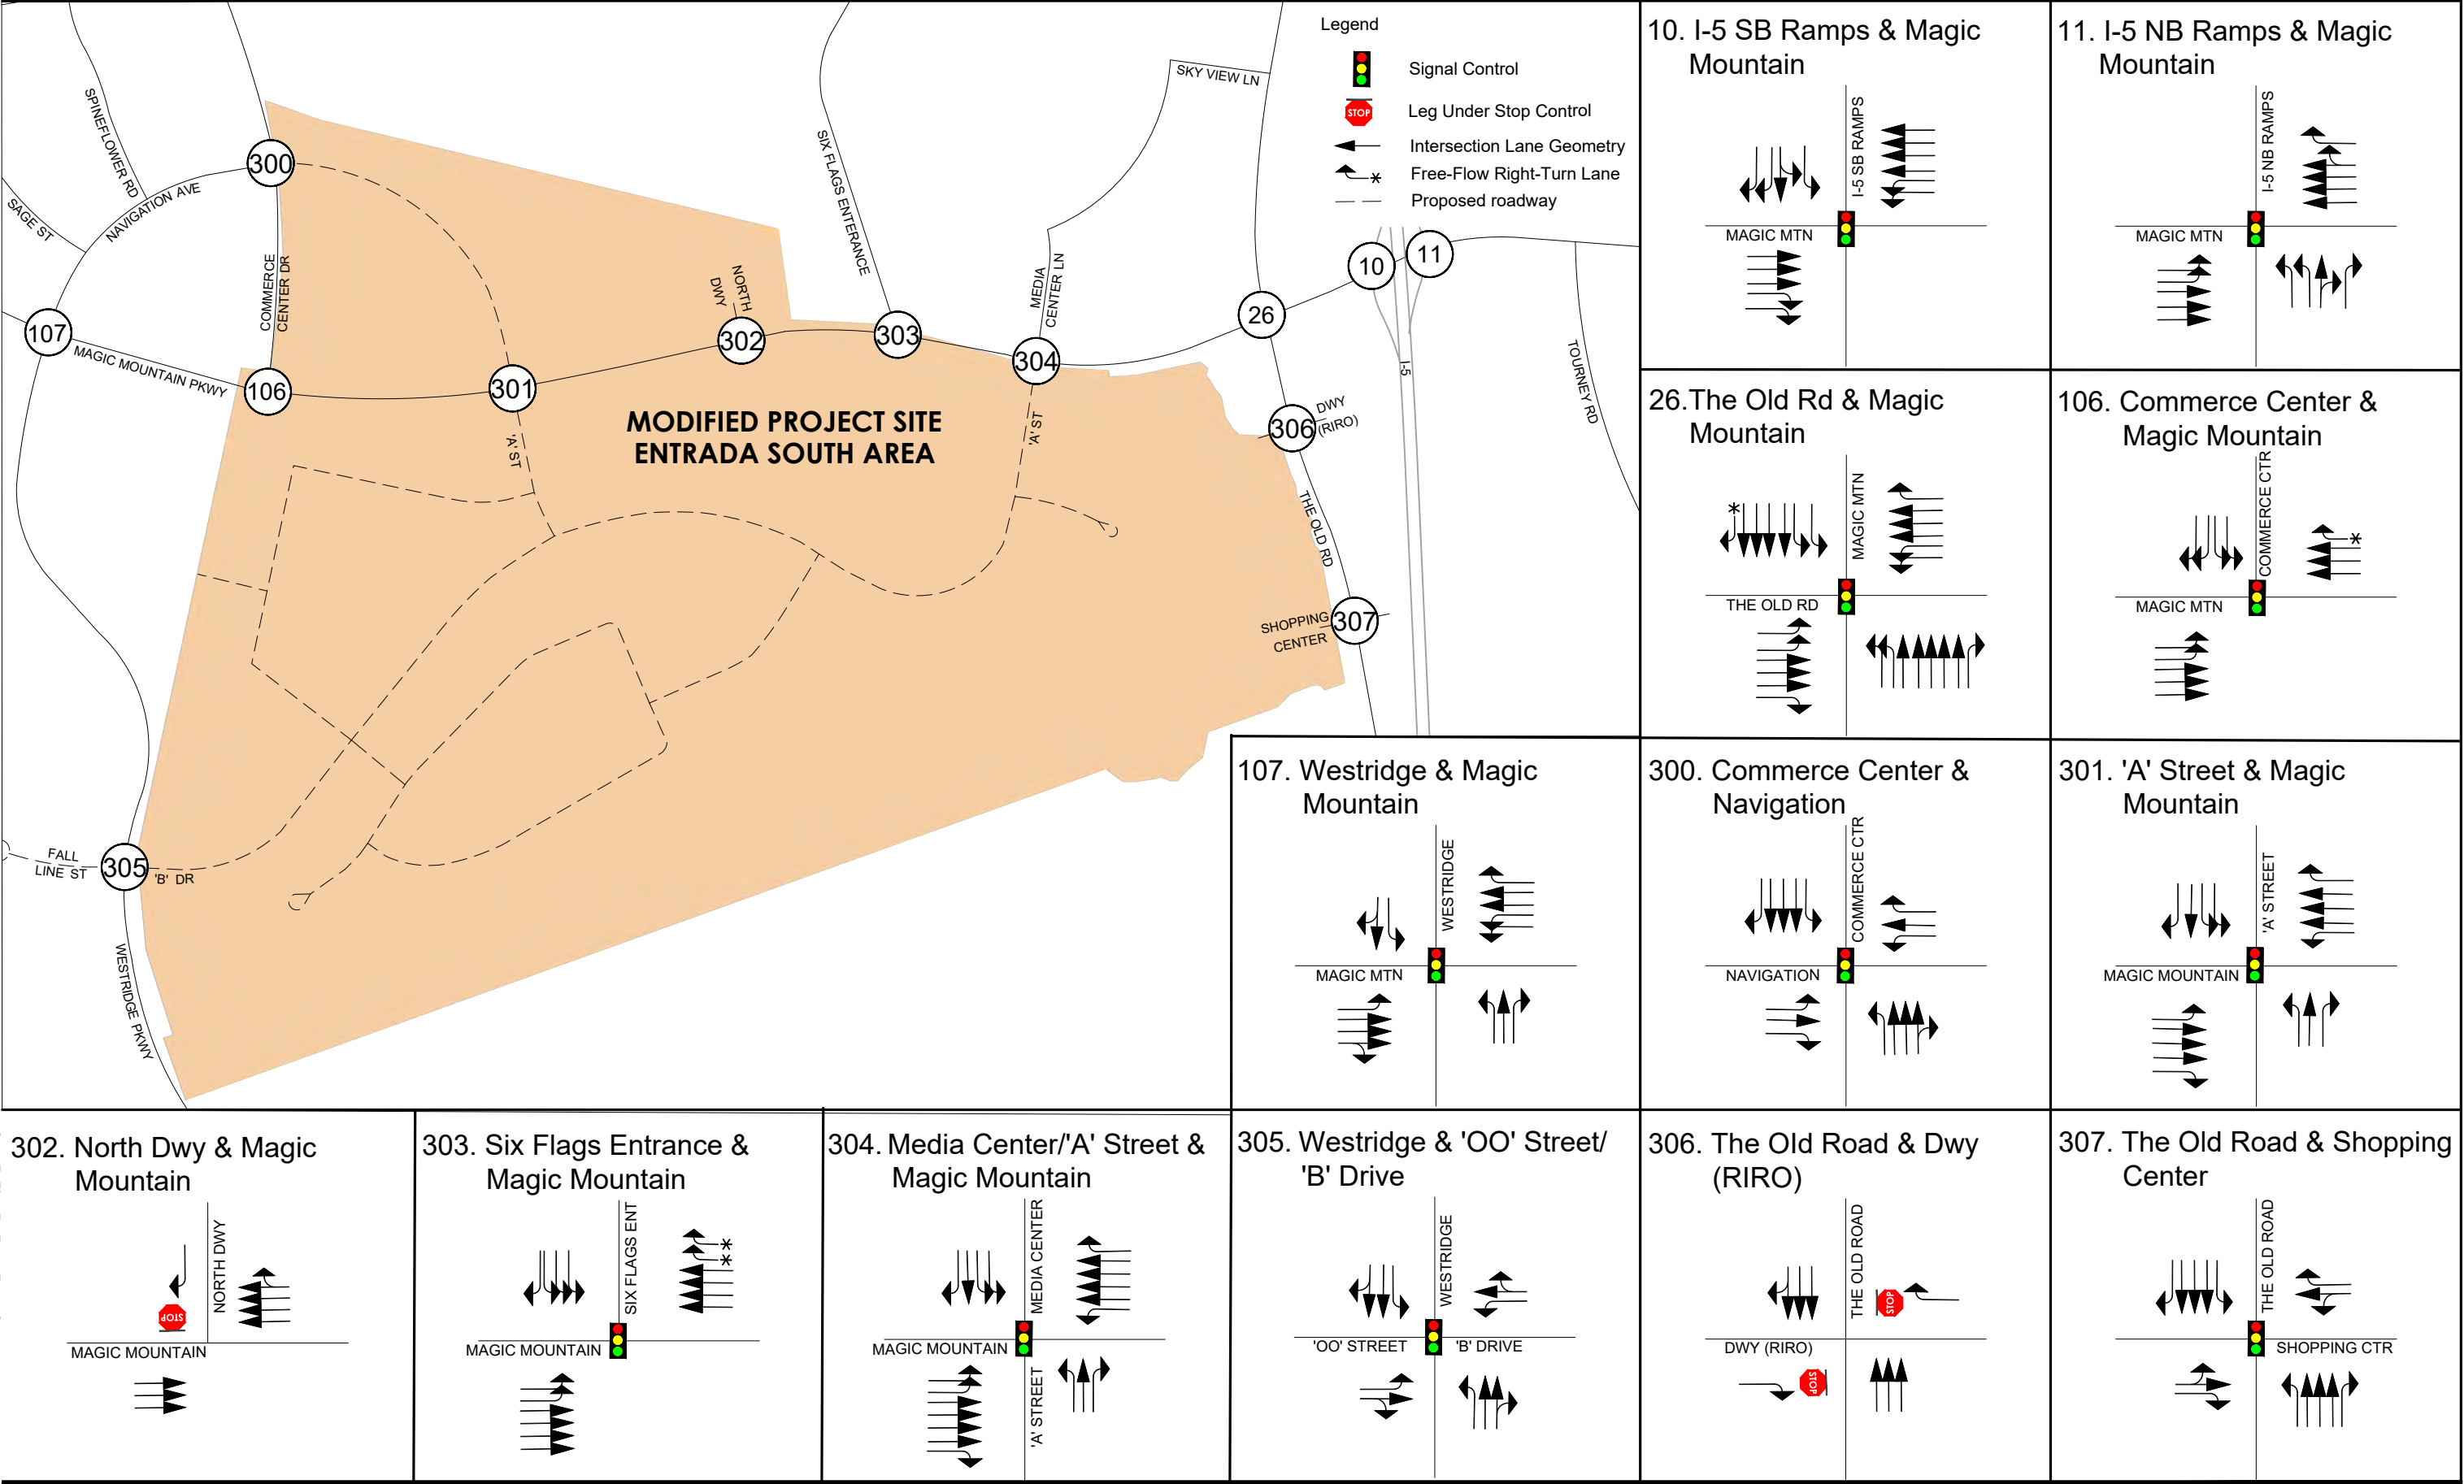 Legend
Signal Control
STOP
Leg Under Stop Control
Intersection Lane Geometry
Free-Flow Right-Turn Lane
*
Proposed roadway
SPINEFLOWER RD
SAGE ST
NAVIGATION AVE
300
COMMERCE
CENTER DR
107
MAGIC MOUNTAIN PKWY
106
301
'A' ST
NORTH
DWY
302
SIX FLAGS ENTERANCE
303
MEDIA
CENTER LN
304
'A' ST
SKY VIEW LN
26
10
11
I-5
TOURNEY RD
306
DWY
(RIRO)
THE OLD RD
SHOPPING
CENTER
307
MODIFIED PROJECT SITE
ENTRADA SOUTH AREA
FALL
LINE ST
305
'B' DR
WESTRIDGE PKWY
10. I-5 SB Ramps & Magic
Mountain
I-5 SB RAMPS
MAGIC MTN
11. I-5 NB Ramps & Magic
Mountain
I-5 NB RAMPS
MAGIC MTN
26.The Old Rd & Magic
Mountain
*
MAGIC MTN
THE OLD RD
106. Commerce Center &
Magic Mountain
COMMERCE CTR
*
MAGIC MTN
107. Westridge & Magic
Mountain
WESTRIDGE
MAGIC MTN
300. Commerce Center &
Navigation
COMMERCE CTR
NAVIGATION
301. 'A' Street & Magic
Mountain
'A' STREET
MAGIC MOUNTAIN
302. North Dwy & Magic
Mountain
NORTH DWY
STOP
MAGIC MOUNTAIN
303. Six Flags Entrance &
Magic Mountain
SIX FLAGS ENT
*
*
MAGIC MOUNTAIN
304. Media Center/'A' Street &
Magic Mountain
MEDIA CENTER
MAGIC MOUNTAIN
'A' STREET
305. Westridge & 'OO' Street/
'B' Drive
WESTRIDGE
'OO' STREET
'B' DRIVE
306. The Old Road & Dwy
(RIRO)
THE OLD ROAD
STOP
DWY (RIRO)
STOP
307. The Old Road & Shopping
Center
THE OLD ROAD
SHOPPING CTR